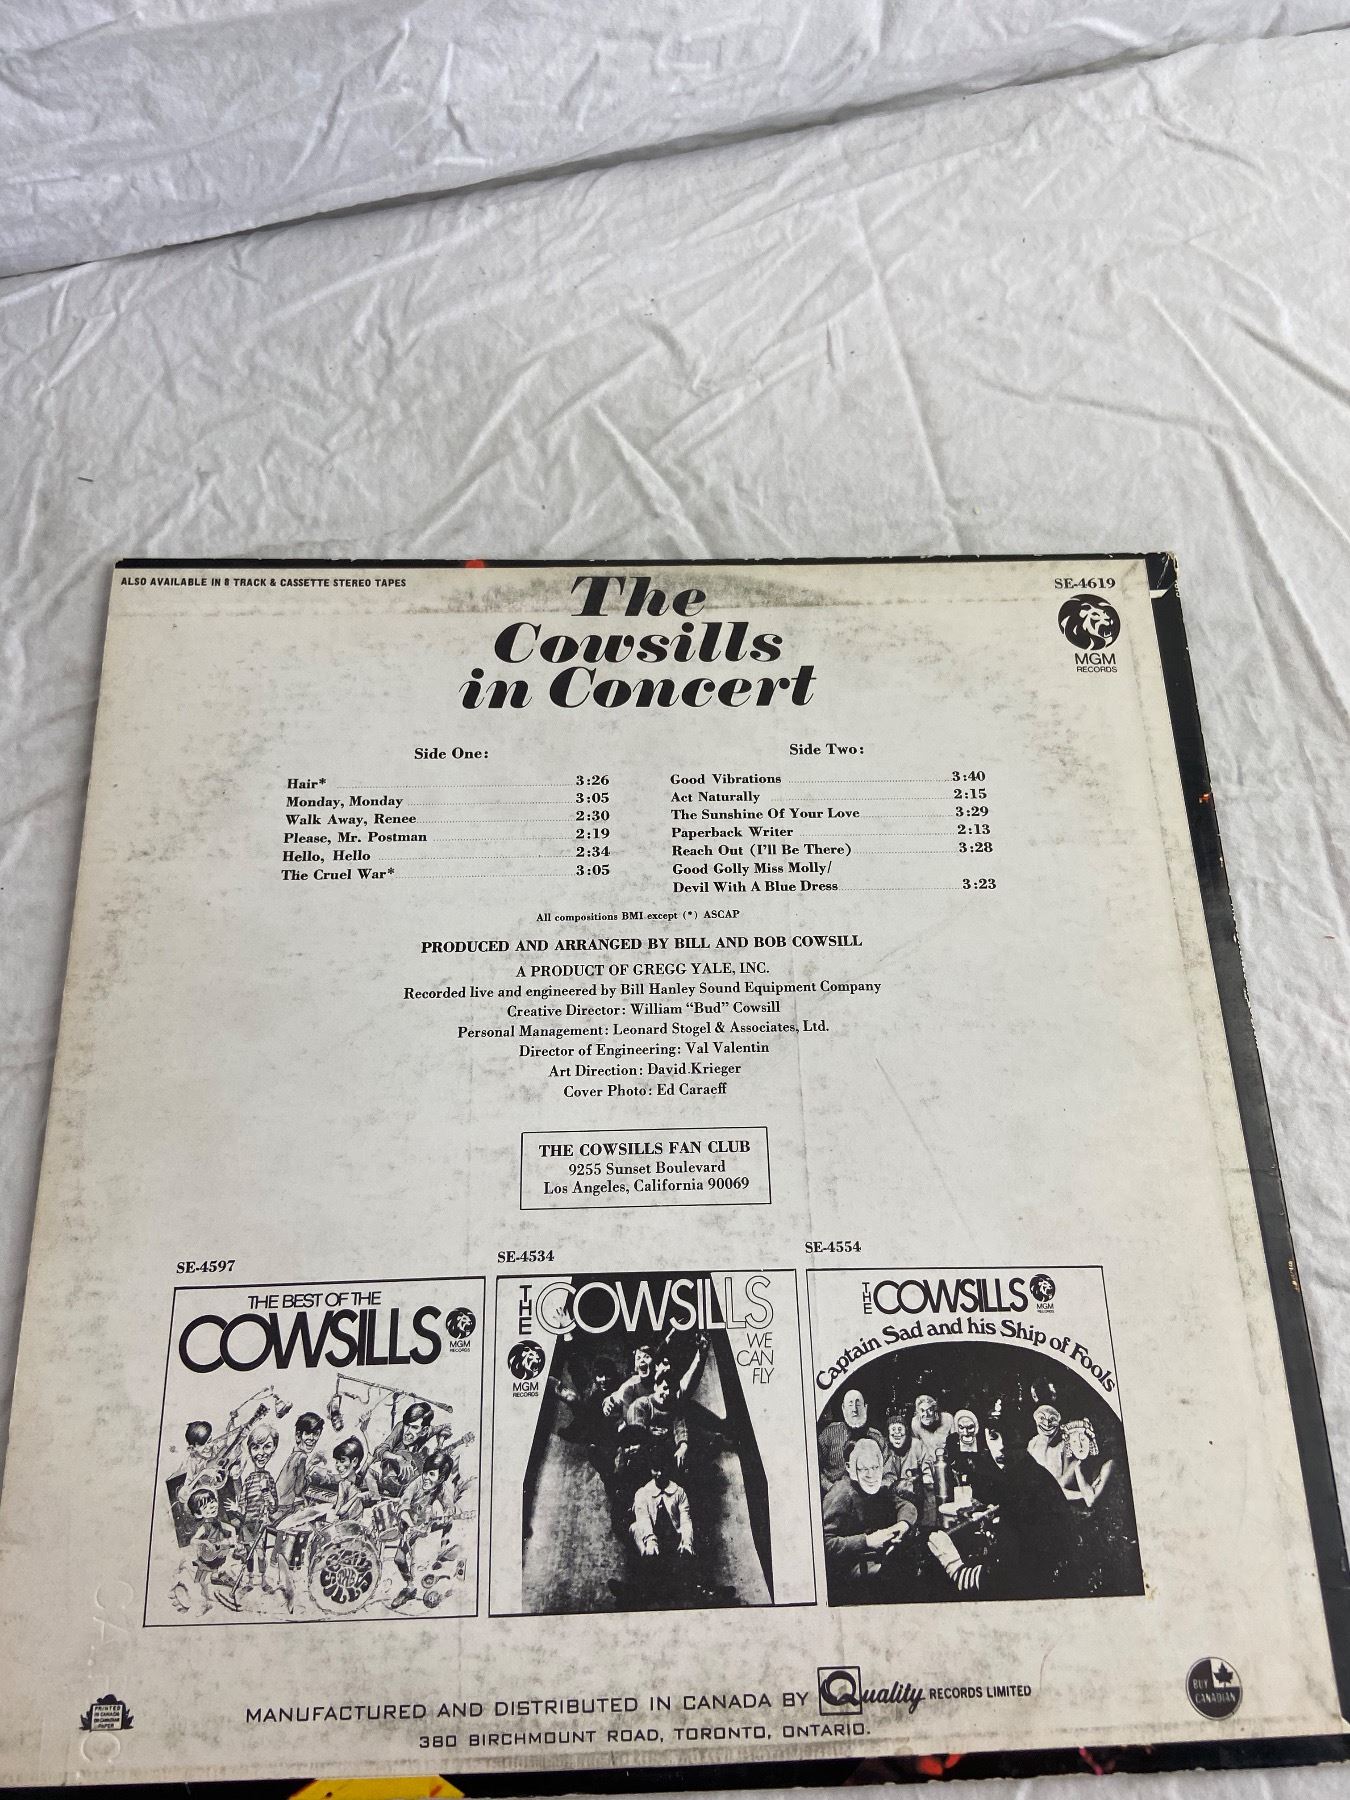 ALSO AVAILABLE IN 8 TRACK & CASSETTE STEREO TAPES
The
Cowsills
in Concert
SE-4619
MGM
RECORDS
Side One:
Hair* 3:26
Monday, Monday 3:05
Walk Away, Renee 2:30
Please, Mr. Postman 2:19
Hello, Hello 2:34
The Cruel War* 3:05
Side Two:
Good Vibrations 3:40
Act Naturally 2:15
The Sunshine Of Your Love 3:29
Paperback Writer 2:13
Reach Out (I'll Be There) 3:28
Good Golly Miss Molly/
Devil With A Blue Dress 3:23
All compositions BMI except (*) ASCAP
PRODUCED AND ARRANGED BY BILL AND BOB COWSILL
A PRODUCT OF GREGG YALE, INC.
Recorded live and engineered by Bill Hanley Sound Equipment Company
Creative Director: William "Bud" Cowsill
Personal Management: Leonard Stogel & Associates, Ltd.
Director of Engineering: Val Valentin
Art Direction: David Krieger
Cover Photo: Ed Caraeff
THE COWSILLS FAN CLUB
9255 Sunset Boulevard
Los Angeles, California 90069
SE-4597
THE BEST OF THE
COWSILLS
MGM
RECORDS
SE-4534
THE COWSILLS
WE
CAN
FLY
MGM
RECORDS
SE-4554
THE COWSILLS
MGM
RECORDS
Captain Sad and his Ship of Fools
PRINTED
IN CANADA
ON CANADIAN
PAPER
MANUFACTURED AND DISTRIBUTED IN CANADA BY Quality RECORDS LIMITED
380 BIRCHMOUNT ROAD, TORONTO, ONTARIO.
BUY
CANADIAN